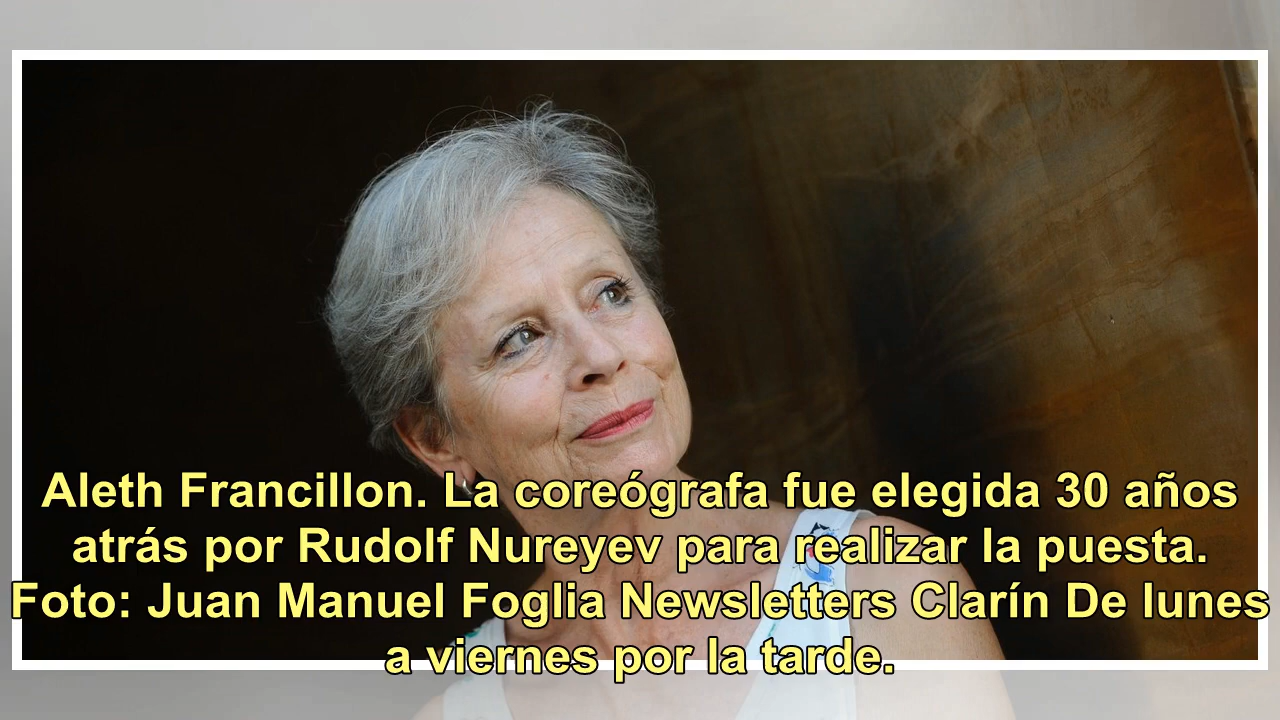 Aleth Francillon. La coreógrafa fue elegida 30 años
atrás por Rudolf Nureyev para realizar la puesta.
Foto: Juan Manuel Foglia Newsletters Clarín De lunes
a viernes por la tarde.